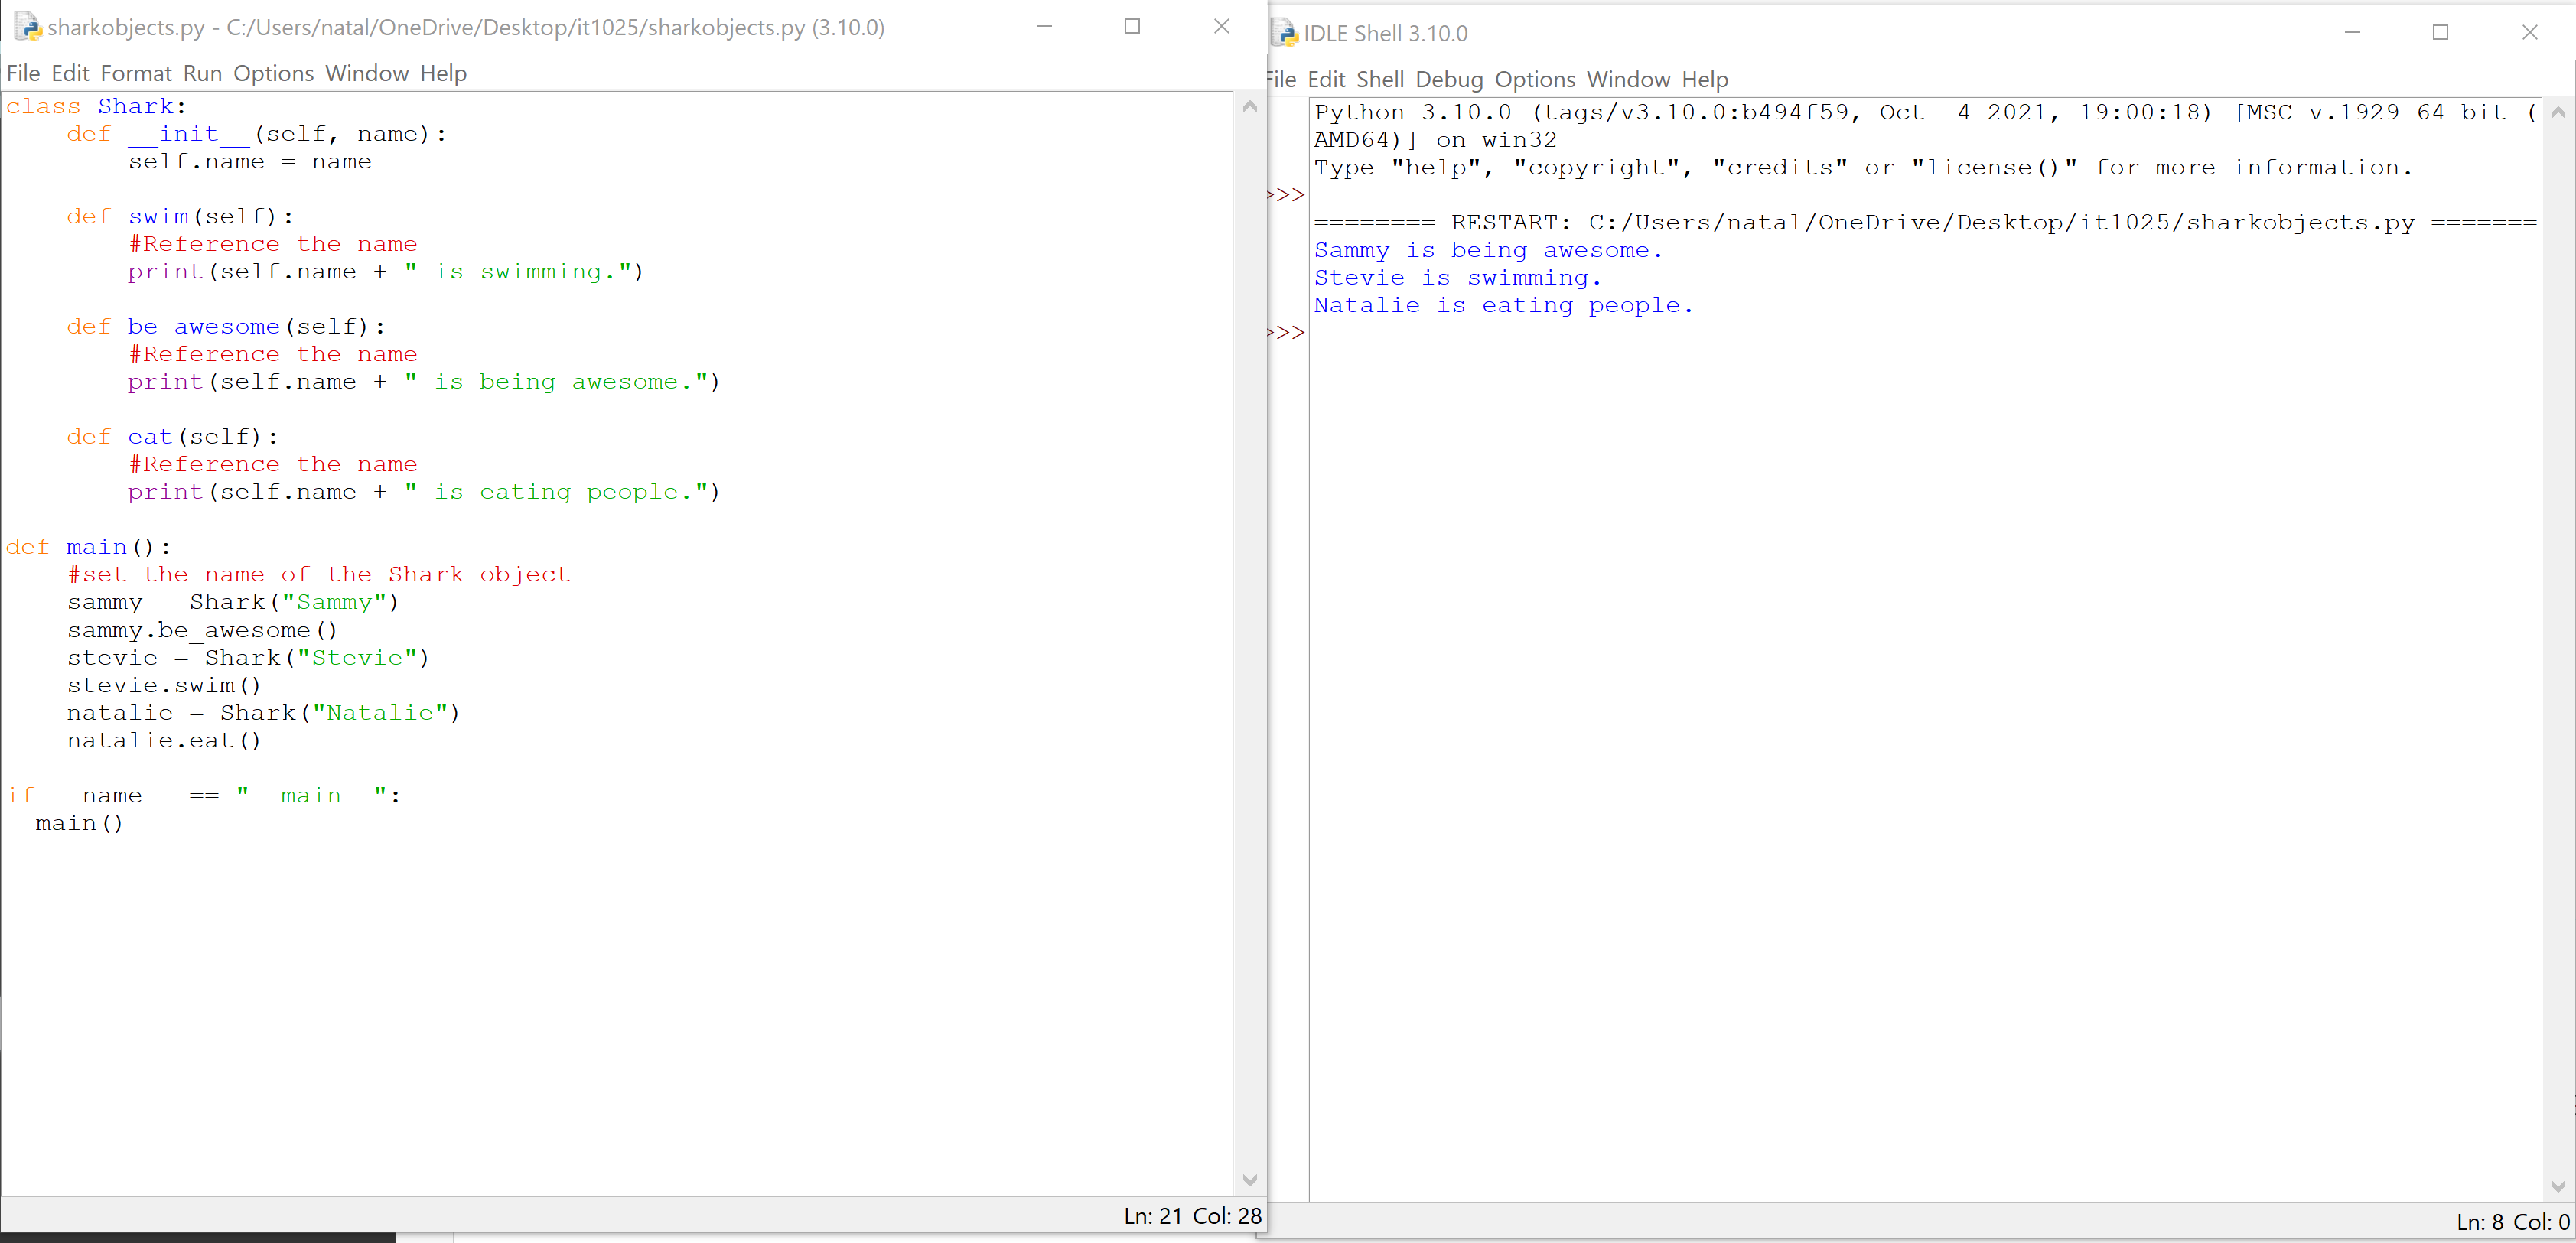 sharkobjects.py - C:/Users/natal/OneDrive/Desktop/it1025/sharkobjects.py (3.10.0)
File Edit Format Run Options Window Help
class Shark:
    def __init__(self, name):
        self.name = name

    def swim(self):
        #Reference the name
        print(self.name + " is swimming.")

    def be_awesome(self):
        #Reference the name
        print(self.name + " is being awesome.")

    def eat(self):
        #Reference the name
        print(self.name + " is eating people.")

def main():
    #set the name of the Shark object
    sammy = Shark("Sammy")
    sammy.be_awesome()
    stevie = Shark("Stevie")
    stevie.swim()
    natalie = Shark("Natalie")
    natalie.eat()

if __name__ == "__main__":
  main()
Ln: 21 Col: 28
IDLE Shell 3.10.0
File Edit Shell Debug Options Window Help
Python 3.10.0 (tags/v3.10.0:b494f59, Oct  4 2021, 19:00:18) [MSC v.1929 64 bit (
AMD64)] on win32
Type "help", "copyright", "credits" or "license()" for more information.
>>>
======== RESTART: C:/Users/natal/OneDrive/Desktop/it1025/sharkobjects.py =======
Sammy is being awesome.
Stevie is swimming.
Natalie is eating people.
>>>
Ln: 8 Col: 0